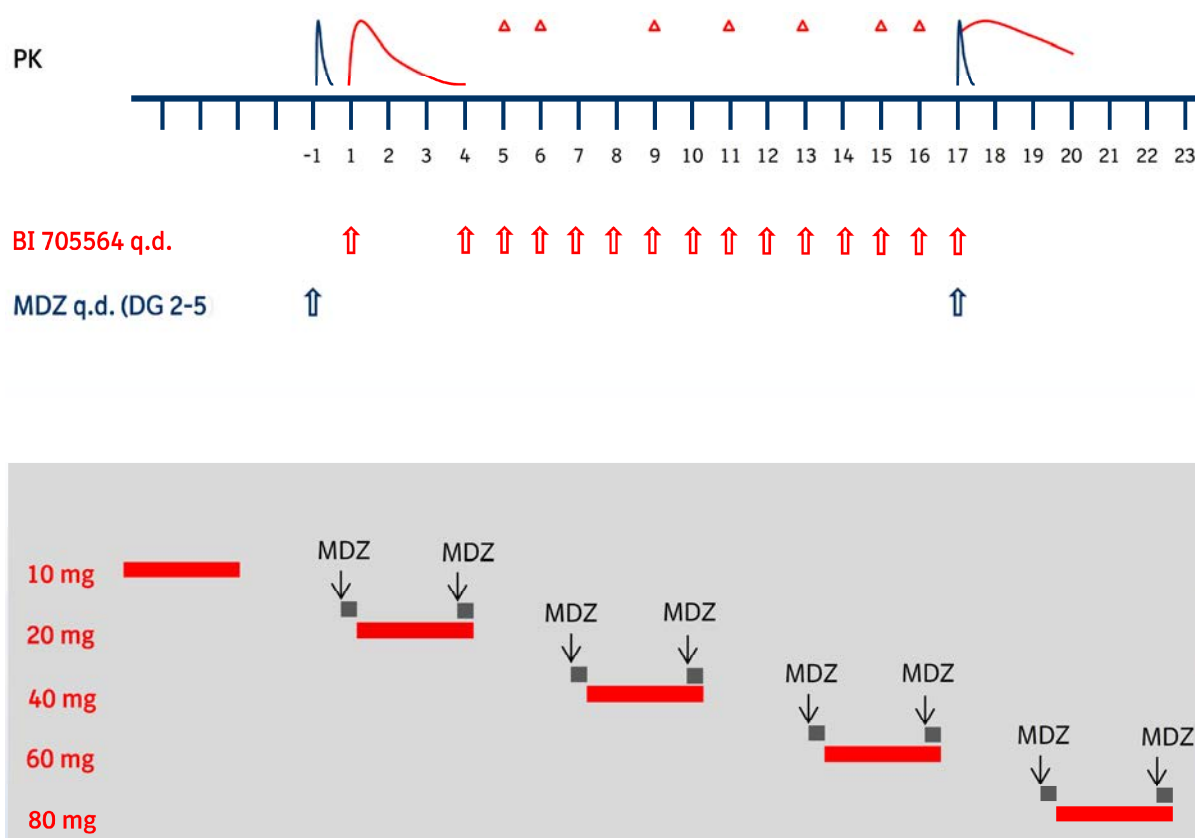 PK
-1 1 2 3 4 5 6 7 8 9 10 11 12 13 14 15 16 17 18 19 20 21 22 23
BI 705564 q.d.
MDZ q.d. (DG 2-5
10 mg
MDZ MDZ
20 mg
MDZ MDZ
40 mg
MDZ MDZ
60 mg
MDZ MDZ
80 mg